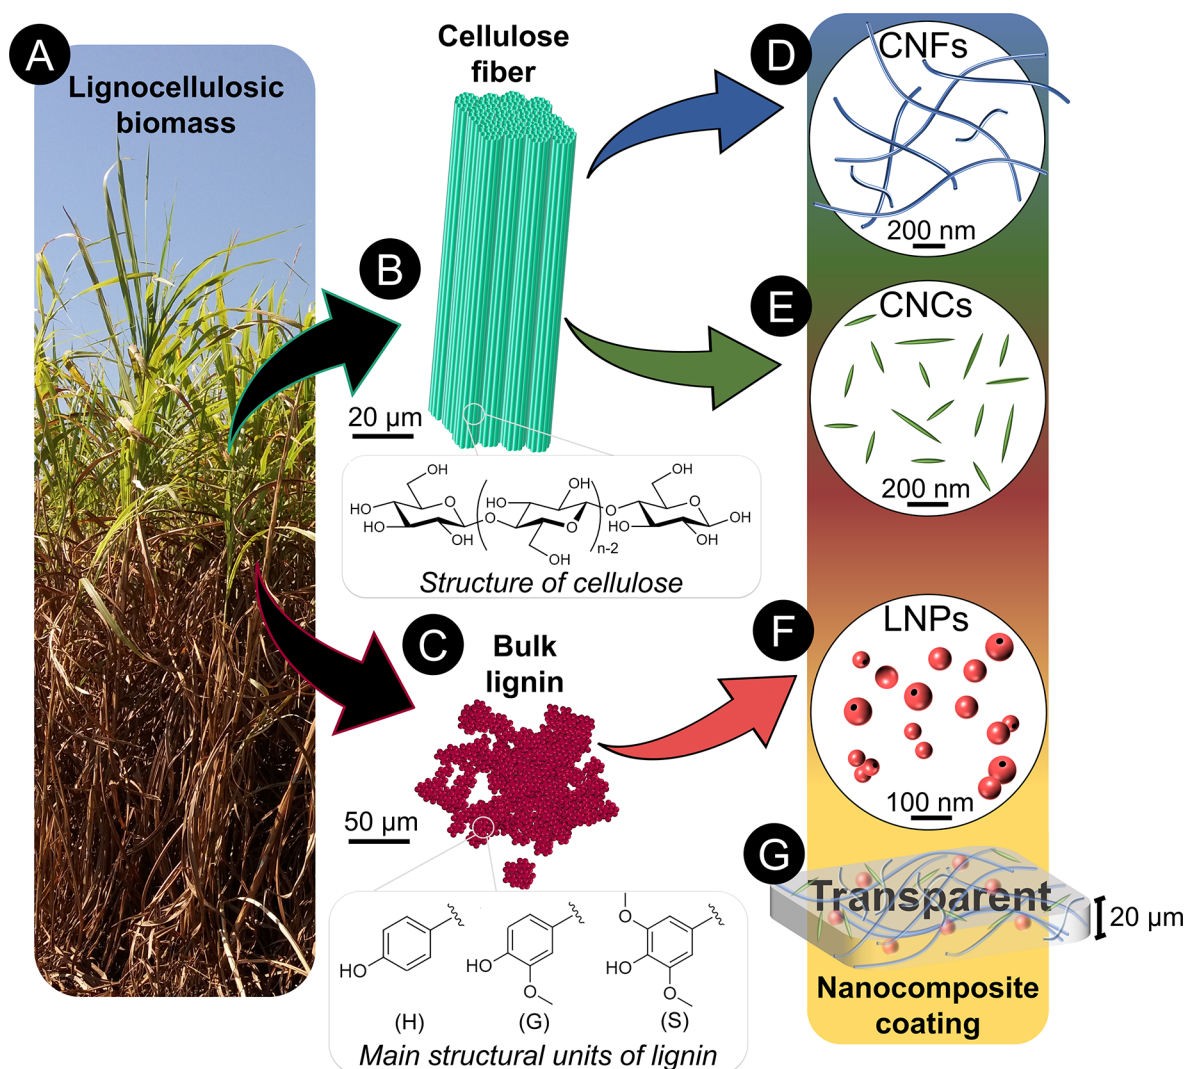 A
Lignocellulosic
biomass
Cellulose
fiber
B
20 µm
OH
HO
HO
O
OH
O
HO
OH
O
OH
n-2
O
OH
HO
O
OH
OH
Structure of cellulose
C
Bulk
lignin
50 µm
HO
(H)
HO
O
(G)
O
HO
O
(S)
Main structural units of lignin
D
CNFs
200 nm
E
CNCs
200 nm
F
LNPs
100 nm
G
Transparent
20 µm
Nanocomposite
coating